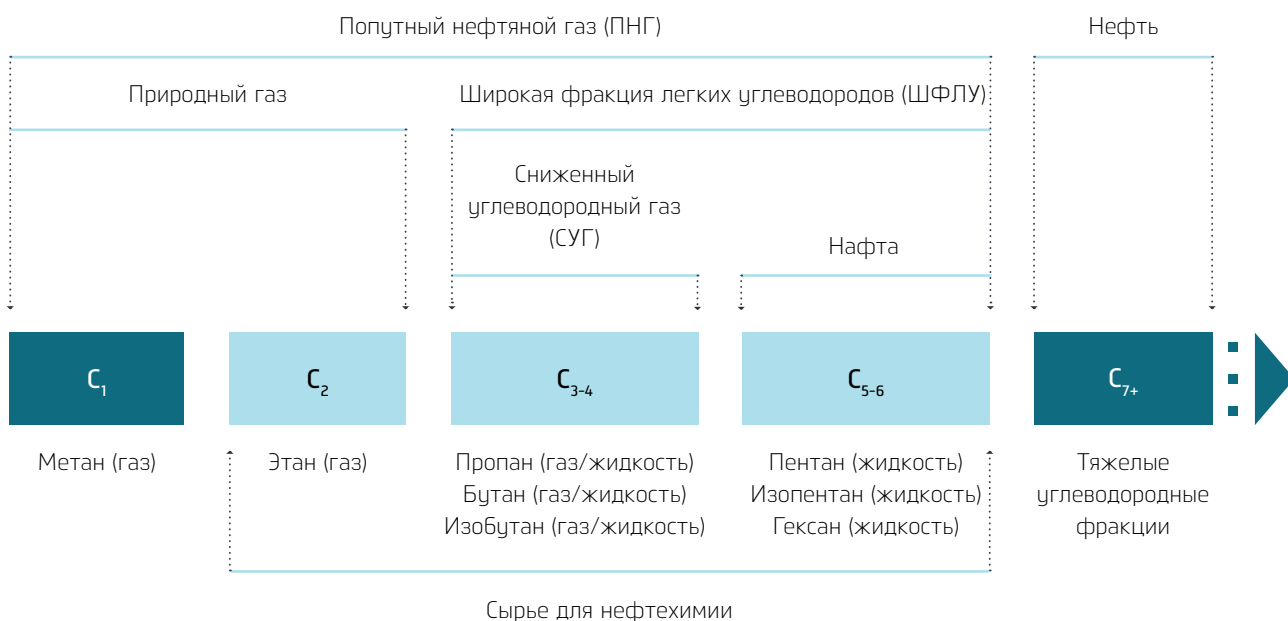 Попутный нефтяной газ (ПНГ)
Нефть
Природный газ
Широкая фракция легких углеводородов (ШФЛУ)
Сниженный
углеводородный газ
(СУГ)
Нафта
C1
C2
C3-4
C5-6
C7+
Метан (газ)
Этан (газ)
Пропан (газ/жидкость)
Бутан (газ/жидкость)
Изобутан (газ/жидкость)
Пентан (жидкость)
Изопентан (жидкость)
Гексан (жидкость)
Тяжелые
углеводородные
фракции
Сырье для нефтехимии